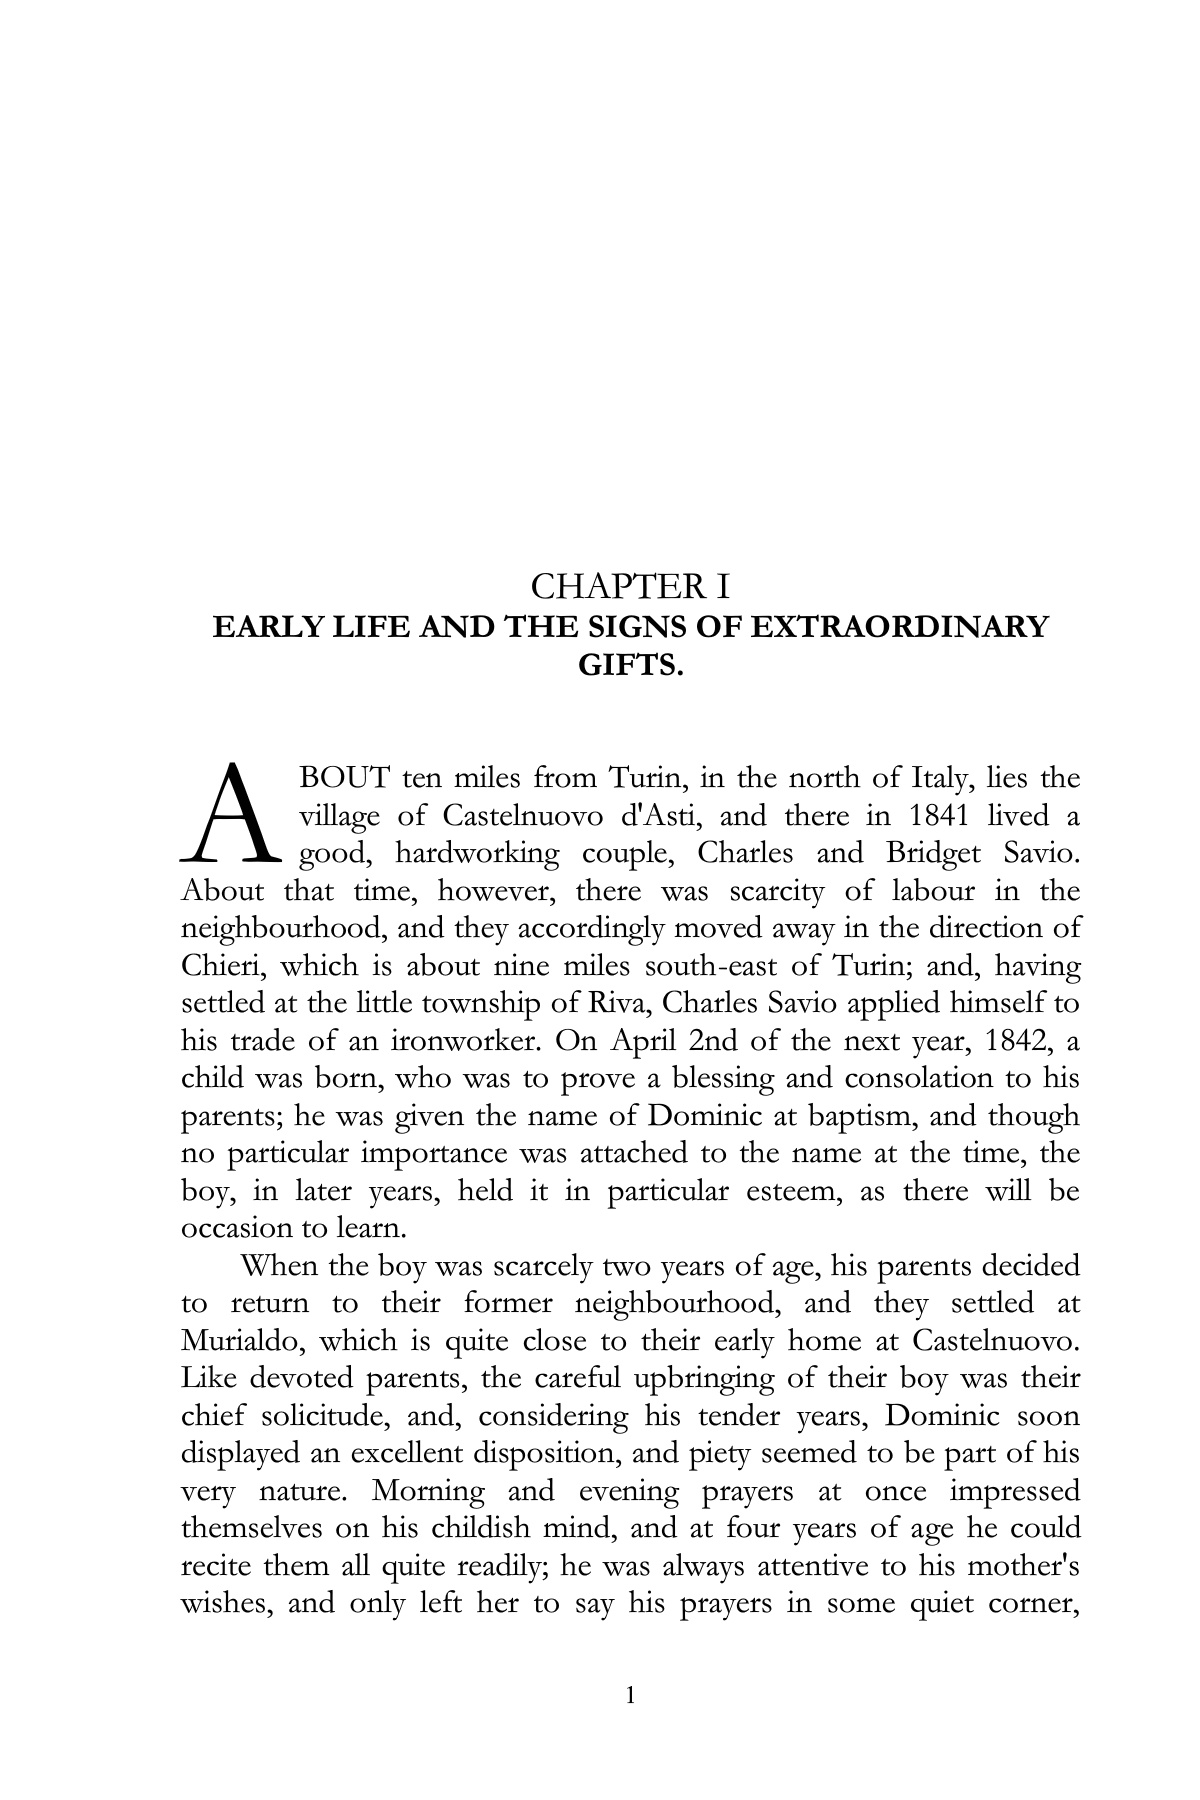 CHAPTER I
EARLY LIFE AND THE SIGNS OF EXTRAORDINARY
GIFTS.
ABOUT ten miles from Turin, in the north of Italy, lies the
village of Castelnuovo d'Asti, and there in 1841 lived a
good, hardworking couple, Charles and Bridget Savio.
About that time, however, there was scarcity of labour in the
neighbourhood, and they accordingly moved away in the direction of
Chieri, which is about nine miles south-east of Turin; and, having
settled at the little township of Riva, Charles Savio applied himself to
his trade of an ironworker. On April 2nd of the next year, 1842, a
child was born, who was to prove a blessing and consolation to his
parents; he was given the name of Dominic at baptism, and though
no particular importance was attached to the name at the time, the
boy, in later years, held it in particular esteem, as there will be
occasion to learn.
When the boy was scarcely two years of age, his parents decided
to return to their former neighbourhood, and they settled at
Murialdo, which is quite close to their early home at Castelnuovo.
Like devoted parents, the careful upbringing of their boy was their
chief solicitude, and, considering his tender years, Dominic soon
displayed an excellent disposition, and piety seemed to be part of his
very nature. Morning and evening prayers at once impressed
themselves on his childish mind, and at four years of age he could
recite them all quite readily; he was always attentive to his mother's
wishes, and only left her to say his prayers in some quiet corner,
1